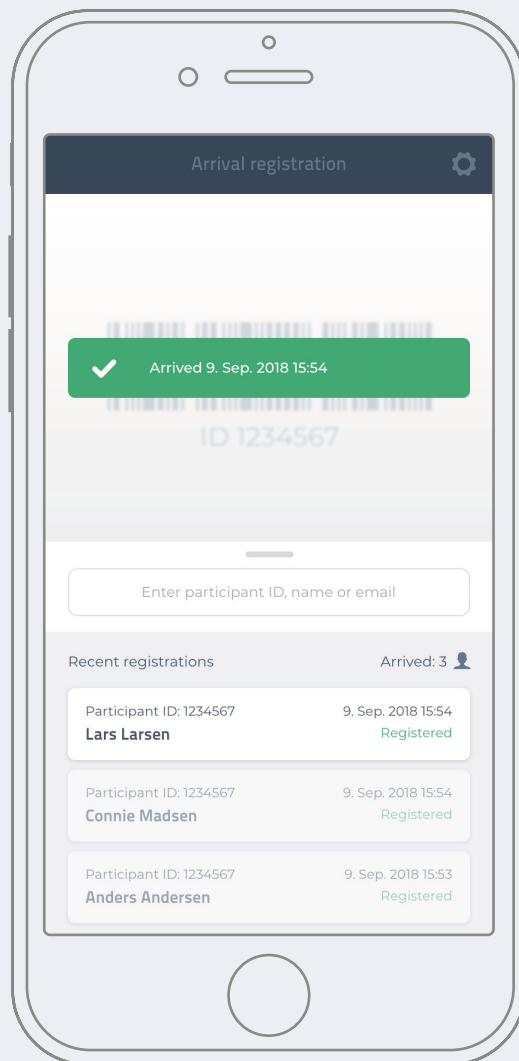 Arrival registration
Arrived 9. Sep. 2018 15:54
ID 1234567
Enter participant ID, name or email
Recent registrations
Arrived: 3
Participant ID: 1234567
9. Sep. 2018 15:54
Lars Larsen
Registered
Participant ID: 1234567
9. Sep. 2018 15:54
Connie Madsen
Registered
Participant ID: 1234567
9. Sep. 2018 15:53
Anders Andersen
Registered